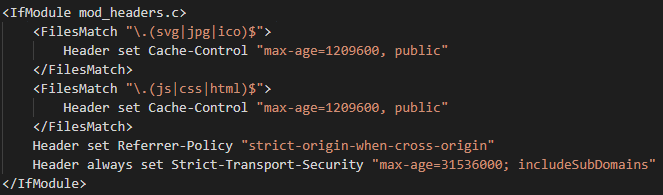 <IfModule mod_headers.c>
    <FilesMatch "\.(svg|jpg|ico)$">
        Header set Cache-Control "max-age=1209600, public"
    </FilesMatch>
    <FilesMatch "\.(js|css|html)$">
        Header set Cache-Control "max-age=1209600, public"
    </FilesMatch>
    Header set Referrer-Policy "strict-origin-when-cross-origin"
    Header always set Strict-Transport-Security "max-age=31536000; includeSubDomains"
</IfModule>